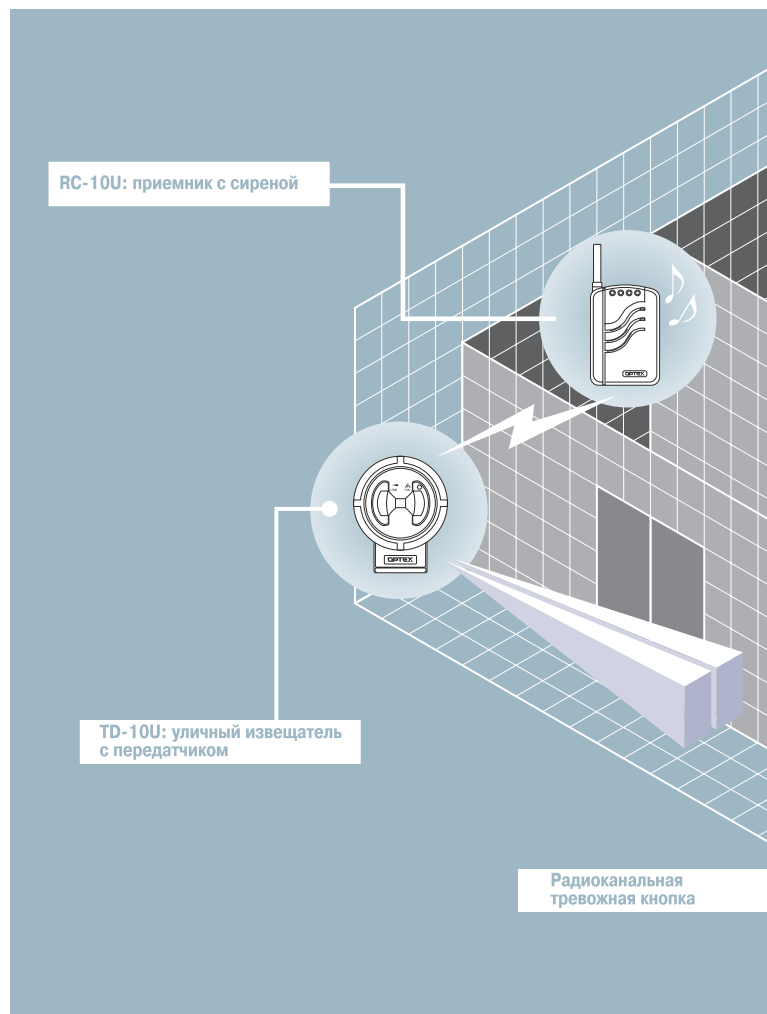 RC-10U: приемник с сиреной
OPTEX
OPTEX
TD-10U: уличный извещатель
с передатчиком
Радиоканальная
тревожная кнопка